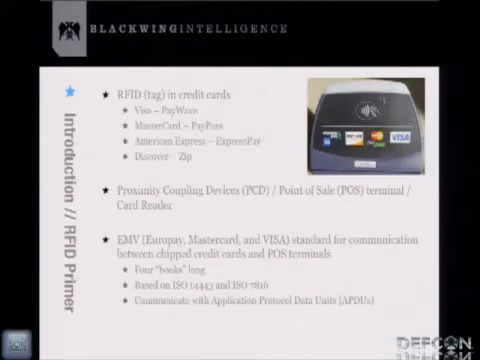 BLACKWINGINTELLIGENCE
Introduction // RFID Primer
RFID (tag) in credit cards
Visa – PayWave
MasterCard – PayPass
American Express – ExpressPay
Discover – Zip
Proximity Coupling Devices (PCD) / Point of Sale (POS) terminal /
Card Reader
EMV (Europay, Mastercard, and VISA) standard for communication
between chipped credit cards and POS terminals
Four "books" long
Based on ISO 14443 and ISO 7816
Communicate with Application Protocol Data Units (APDUs)
VISA
DEFCON